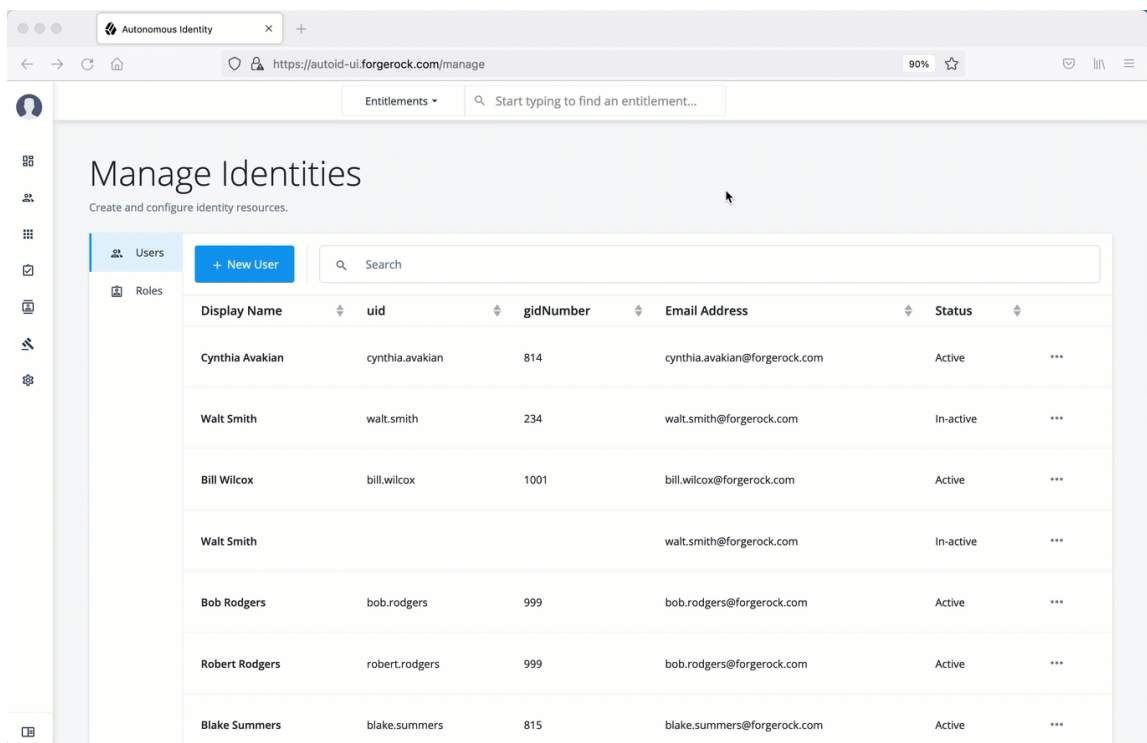 Autonomous Identity
https://autoid-ui.forgerock.com/manage 90%
Entitlements Start typing to find an entitlement...
Manage Identities
Create and configure identity resources.
Users
Roles
+ New User Search
Display Name uid gidNumber Email Address Status
Cynthia Avakian cynthia.avakian 814 cynthia.avakian@forgerock.com Active
Walt Smith walt.smith 234 walt.smith@forgerock.com In-active
Bill Wilcox bill.wilcox 1001 bill.wilcox@forgerock.com Active
Walt Smith walt.smith@forgerock.com In-active
Bob Rodgers bob.rodgers 999 bob.rodgers@forgerock.com Active
Robert Rodgers robert.rodgers 999 bob.rodgers@forgerock.com Active
Blake Summers blake.summers 815 blake.summers@forgerock.com Active